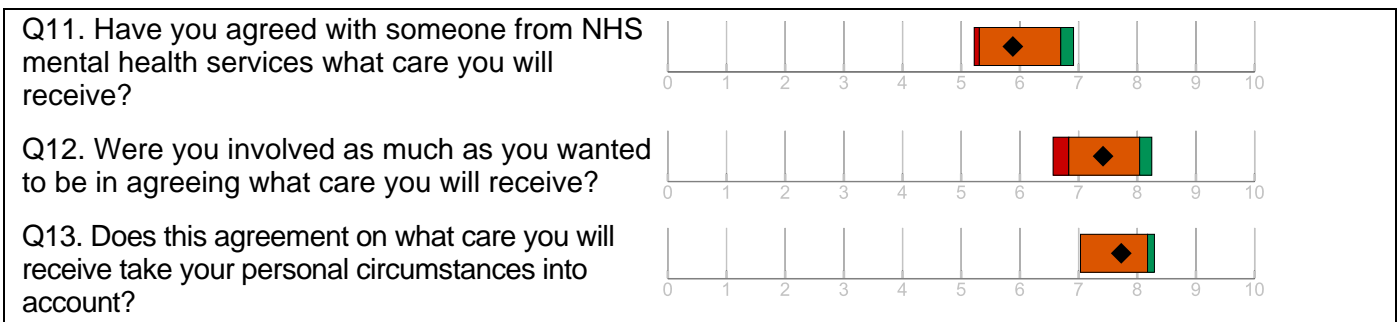 Q11. Have you agreed with someone from NHS
mental health services what care you will
receive?
0 1 2 3 4 5 6 7 8 9 10
Q12. Were you involved as much as you wanted
to be in agreeing what care you will receive?
0 1 2 3 4 5 6 7 8 9 10
Q13. Does this agreement on what care you will
receive take your personal circumstances into
account?
0 1 2 3 4 5 6 7 8 9 10